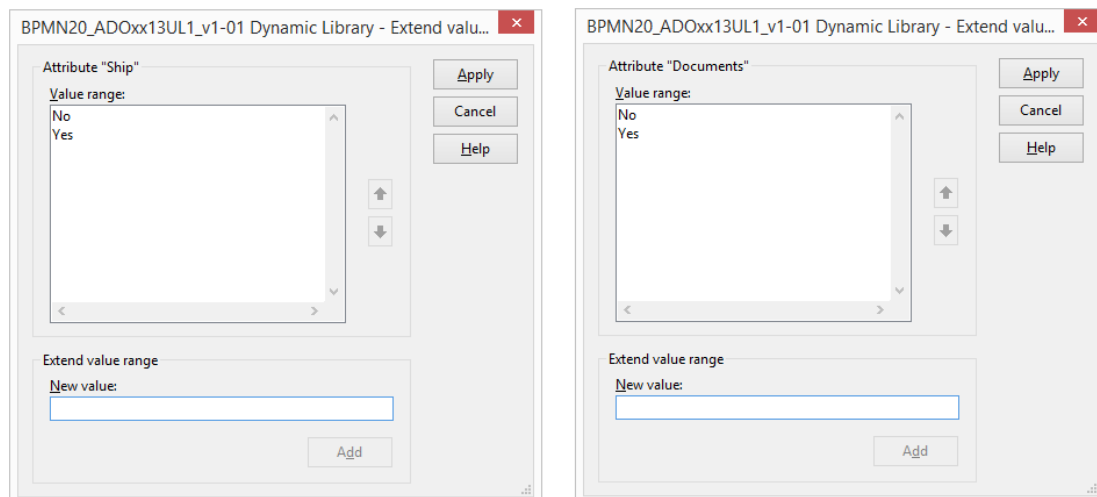 BPMN20_ADOxx13UL1_v1-01 Dynamic Library - Extend valu...
Attribute "Ship"
Value range:
No
Yes
Apply
Cancel
Help
Extend value range
New value:
Add
BPMN20_ADOxx13UL1_v1-01 Dynamic Library - Extend valu...
Attribute "Documents"
Value range:
No
Yes
Apply
Cancel
Help
Extend value range
New value:
Add